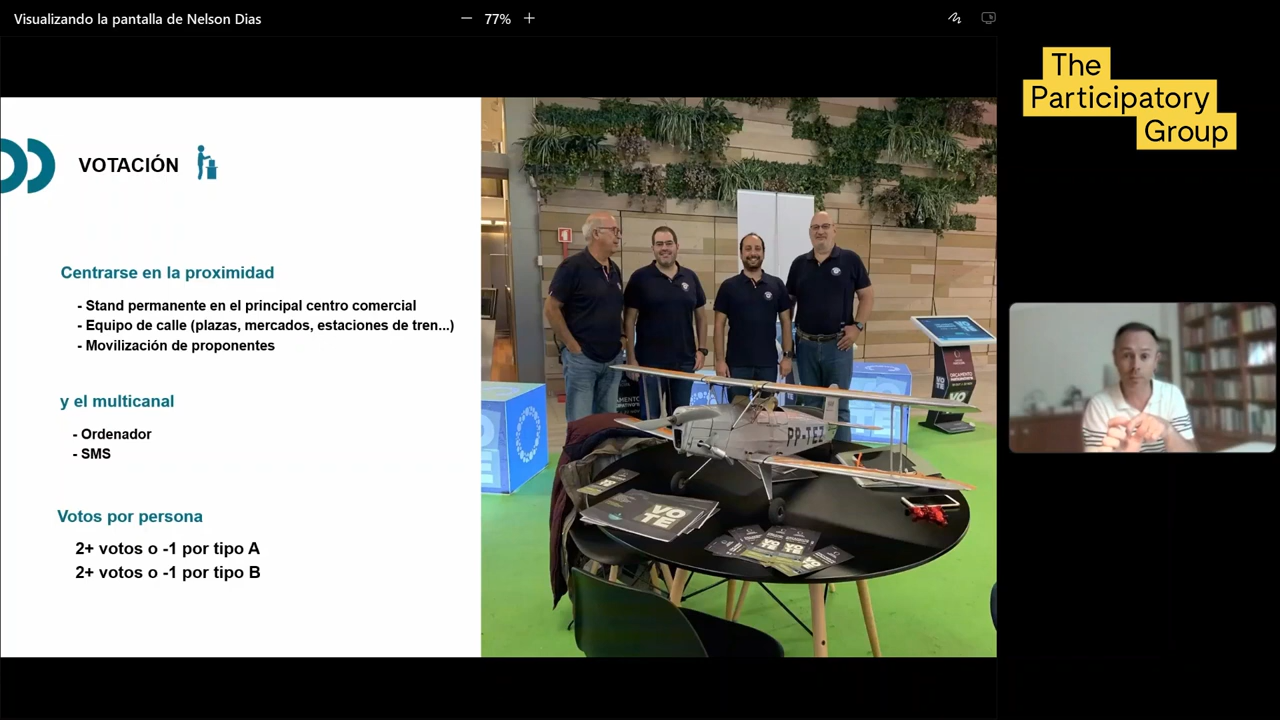 Visualizando la pantalla de Nelson Dias
77%
The
Participatory
Group
VOTACIÓN
Centrarse en la proximidad
- Stand permanente en el principal centro comercial
- Equipo de calle (plazas, mercados, estaciones de tren...)
- Movilización de proponentes
y el multicanal
- Ordenador
- SMS
Votos por persona
2+ votos o -1 por tipo A
2+ votos o -1 por tipo B
PP-TEZ
VO
TE